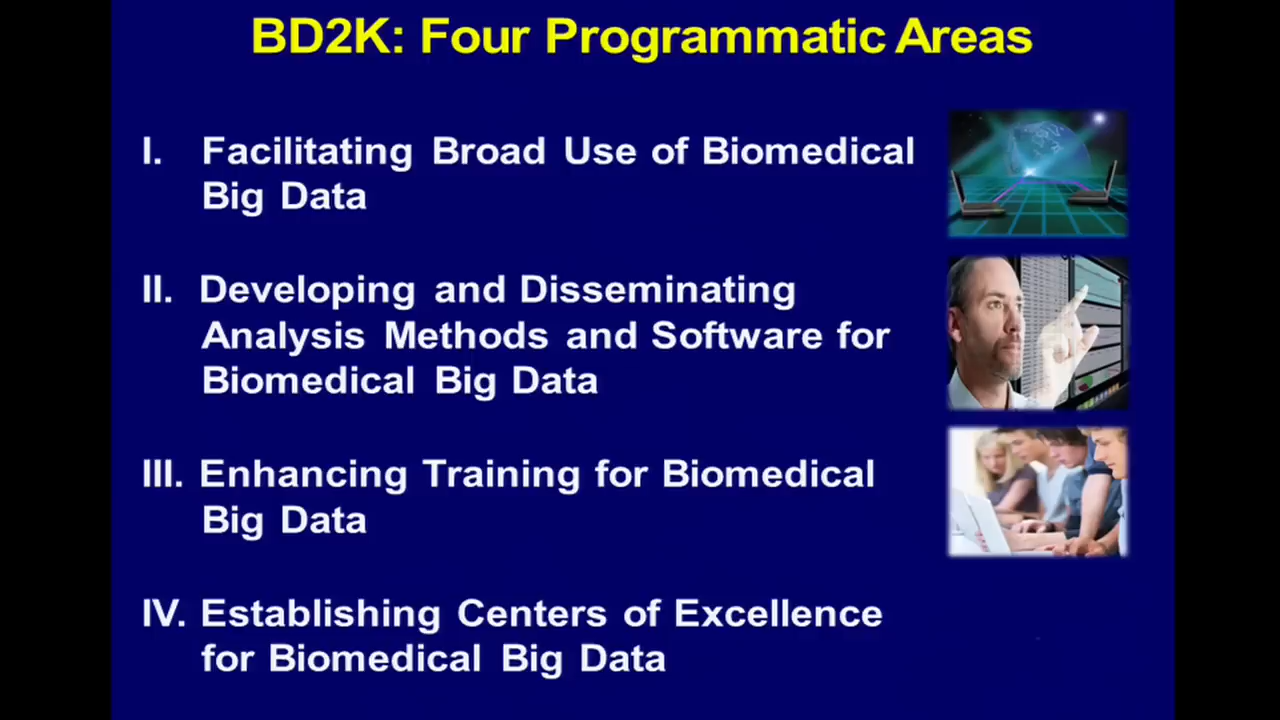 BD2K: Four Programmatic Areas
I. Facilitating Broad Use of Biomedical
Big Data
II. Developing and Disseminating
Analysis Methods and Software for
Biomedical Big Data
III. Enhancing Training for Biomedical
Big Data
IV. Establishing Centers of Excellence
for Biomedical Big Data